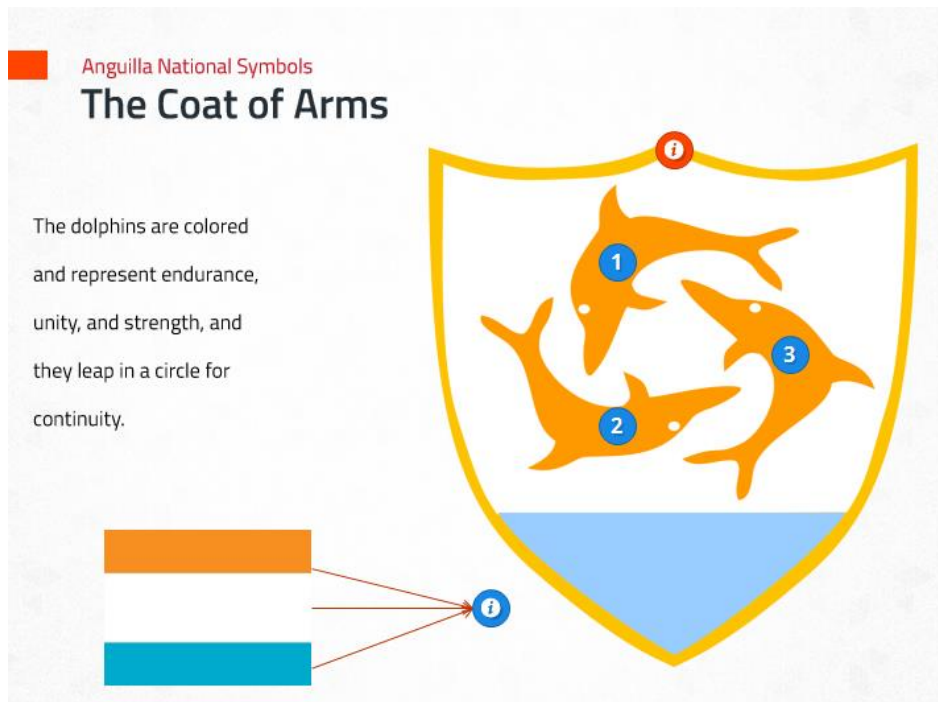 Anguilla National Symbols
The Coat of Arms
The dolphins are colored
and represent endurance,
unity, and strength, and
they leap in a circle for
continuity.
i
1
3
2
i